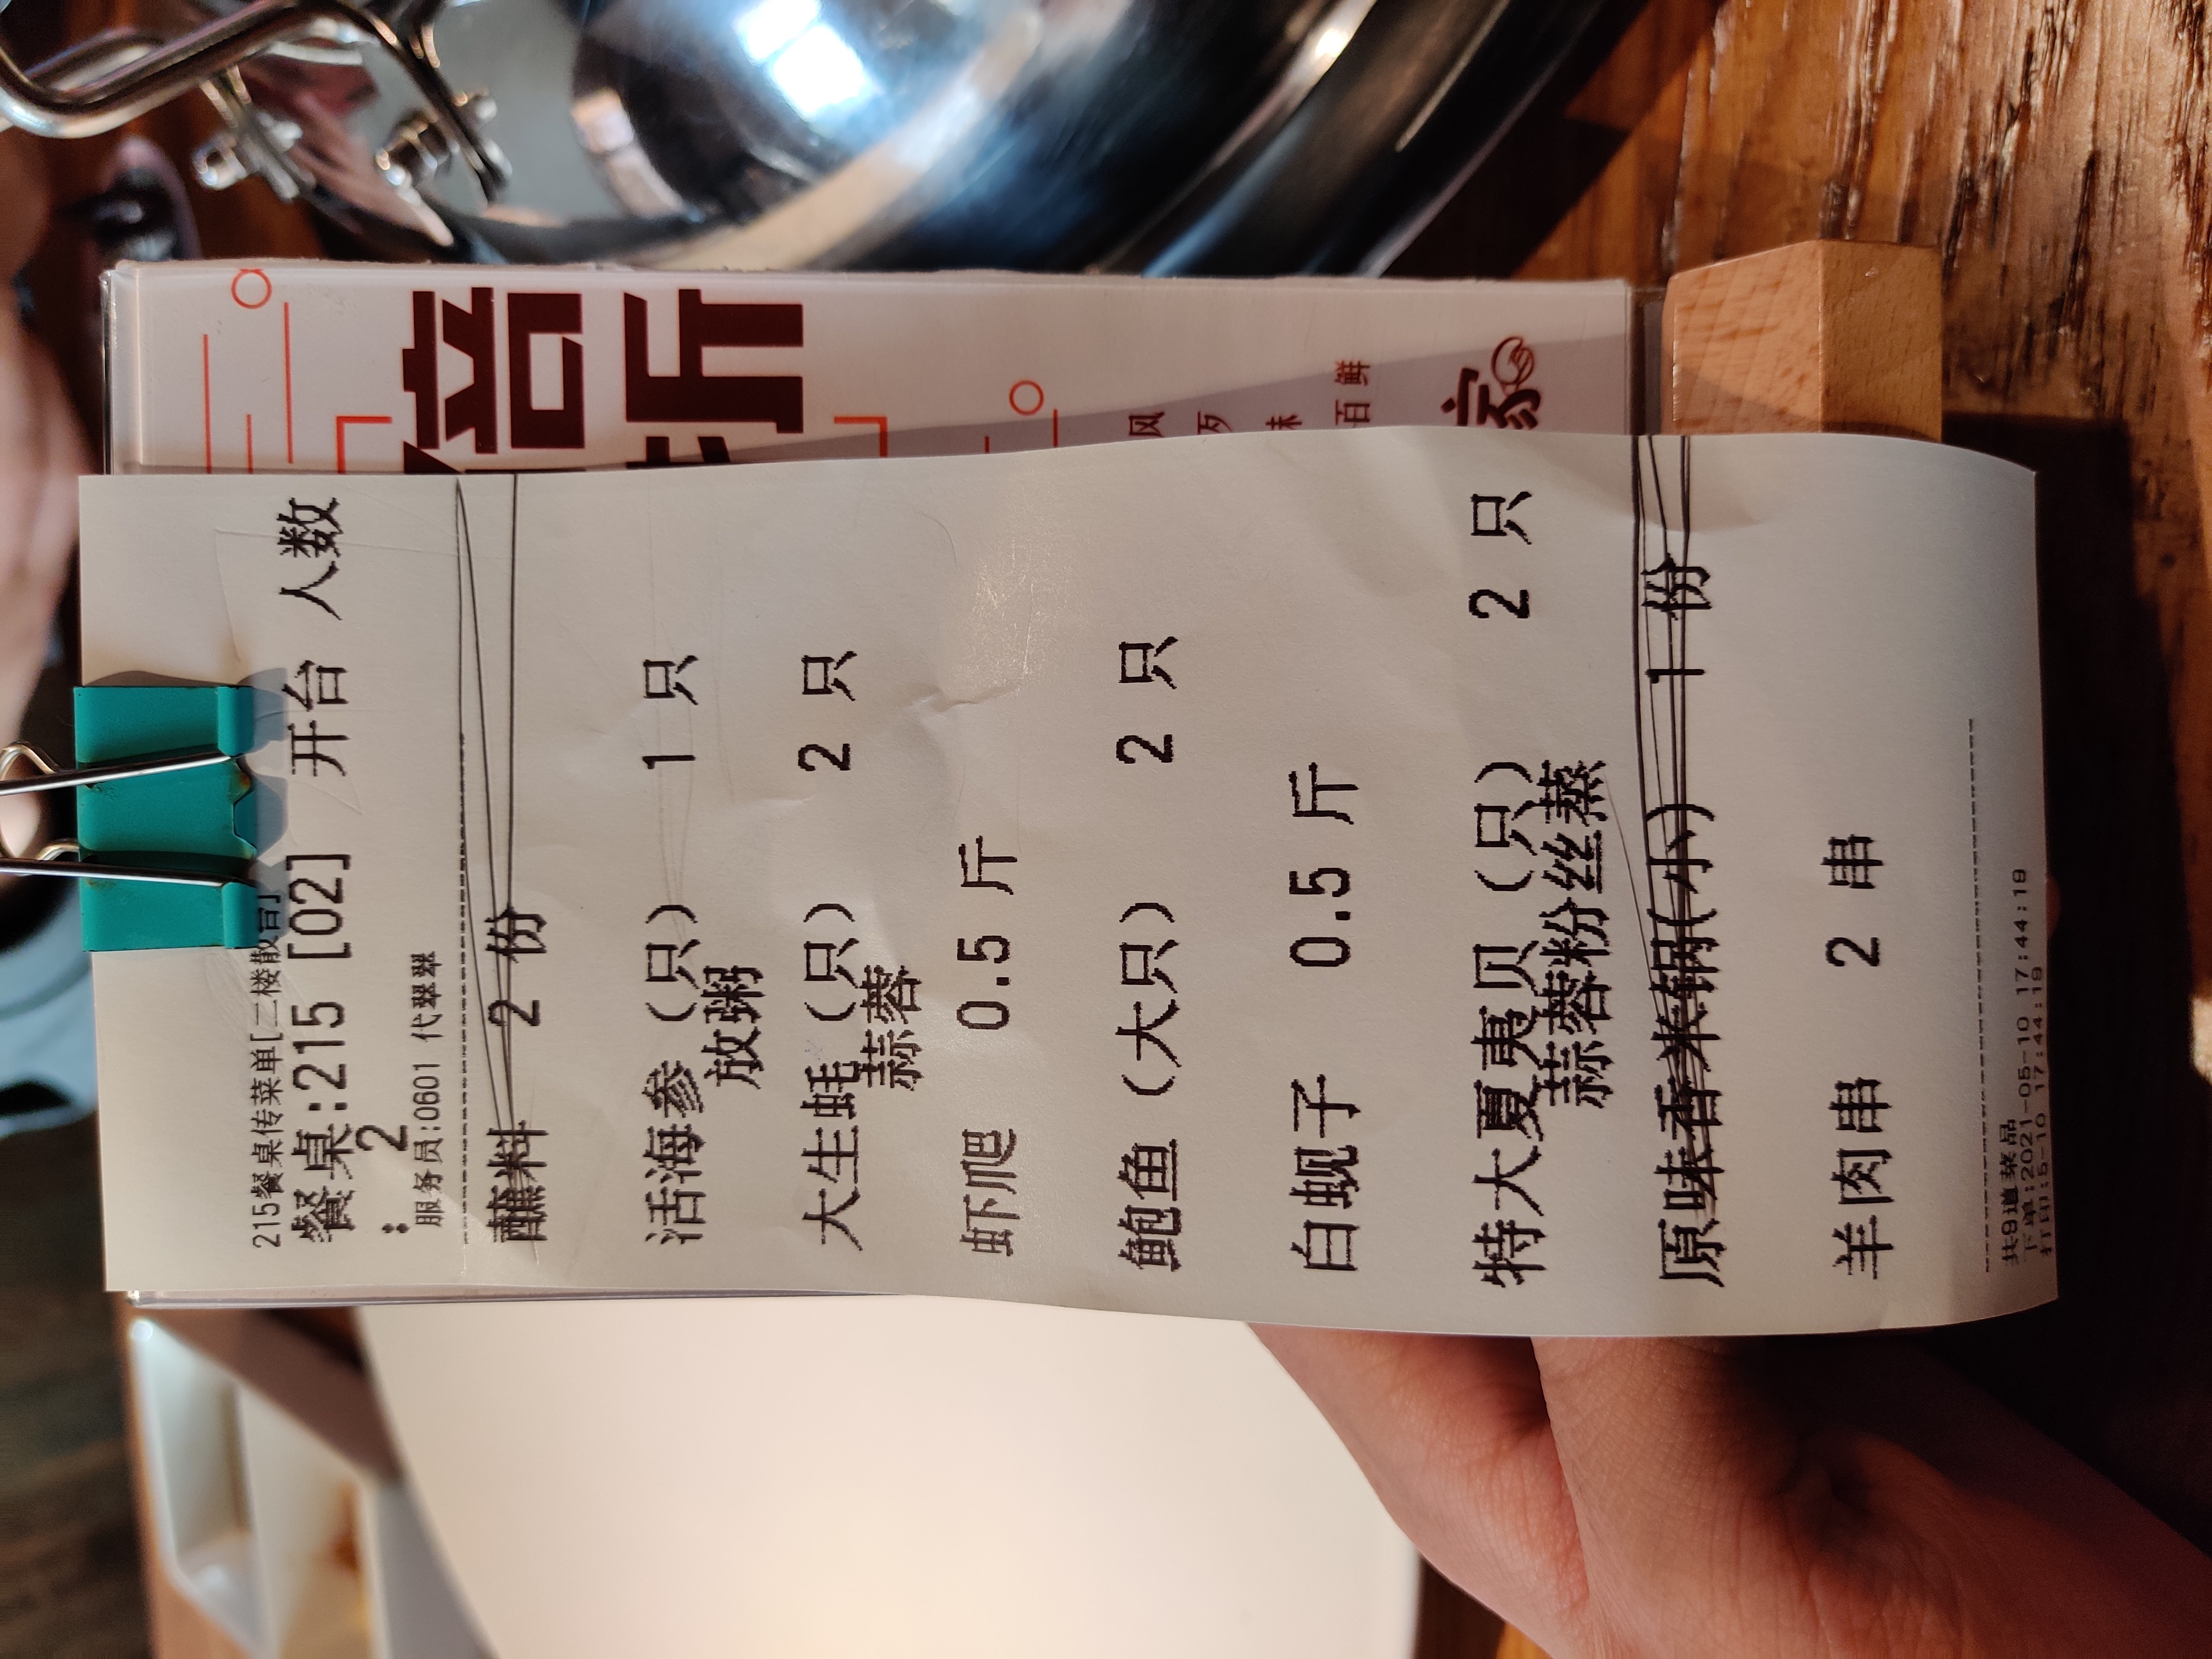 215餐桌传菜单[二楼散台]
餐桌:215 [02] 开台 人数
: 2
服务员:0601 代翠翠
蘸料 2 份
活海参（只） 1 只
放粥
大生蚝（只） 2 只
蒜蓉
虾爬 0.5 斤
鲍鱼（大只） 2 只
白蚬子 0.5 斤
特大夏夷贝（只） 2 只
蒜蓉粉丝蒸
原味香米锅(小) 1 份
羊肉串 2 串
共9道菜品
下单:2021-05-10 17:44:19
打印:5-10 17:44:19
倍
折
风
味
百鲜
家